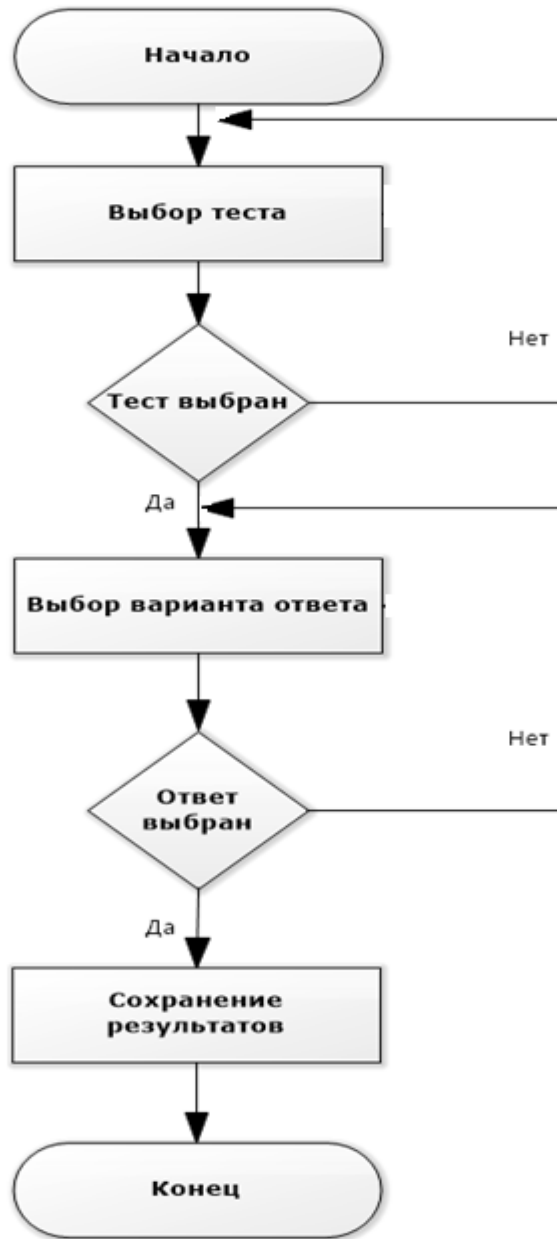 Начало
Выбор теста
Нет
Тест выбран
Да
Выбор варианта ответа
Нет
Ответ
выбран
Да
Сохранение
результатов
Конец